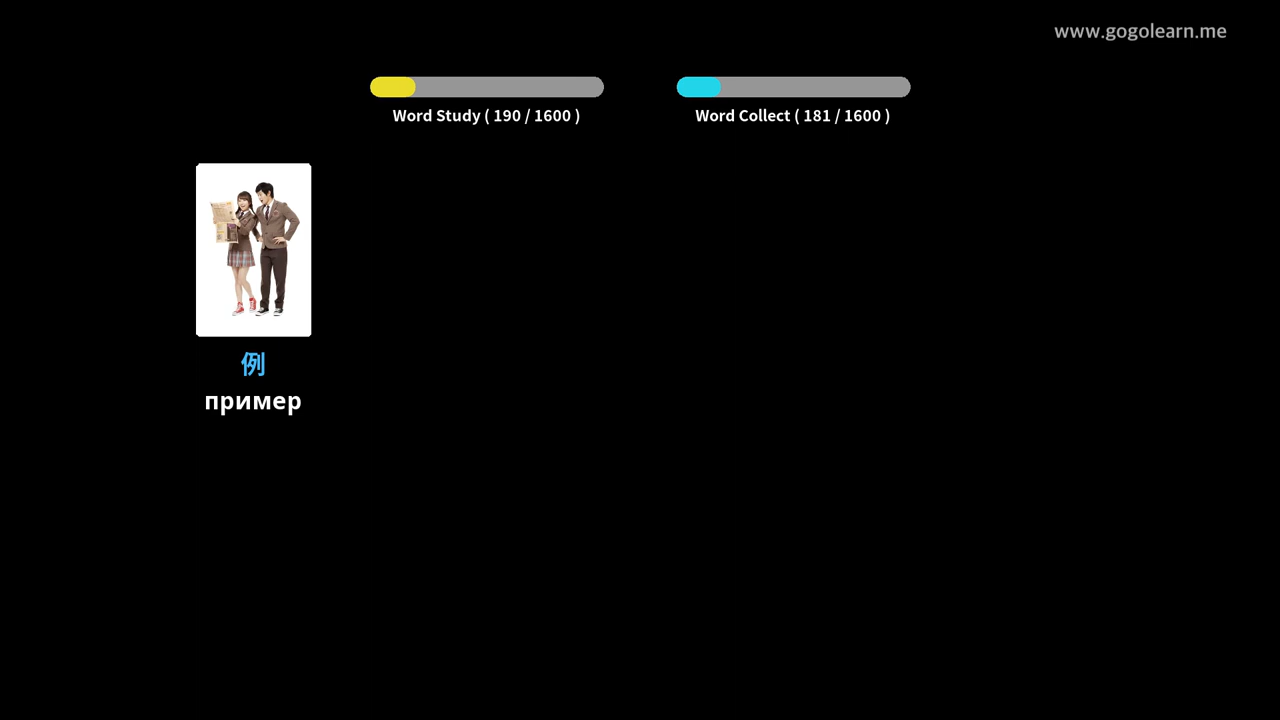 www.gogolearn.me
Word Study ( 190 / 1600 )
Word Collect ( 181 / 1600 )
例
пример